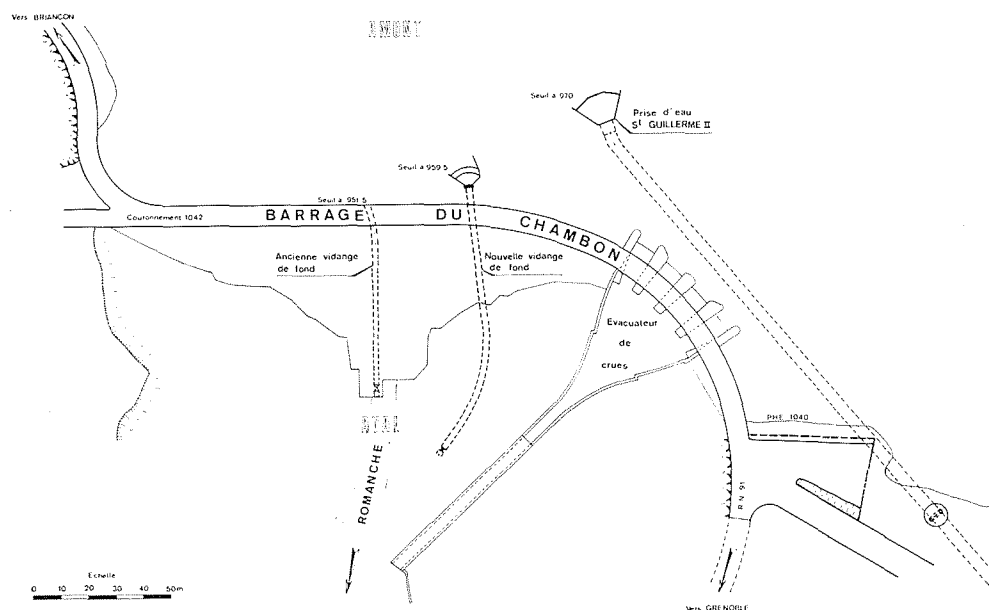 Vers BRIANCON
AMONT
Seuil à 970
Prise d'eau
St GUILLERME II
Seuil à 959.5
Seuil à 951.5
Couronnement 1042
BARRAGE DU CHAMBON
Ancienne vidange
de fond
Nouvelle vidange
de fond
Evacuateur
de
crues
AVAL
PHE 1040
ROMANCHE
R N 91
Echelle
0 10 20 30 40 50m
Vers GRENOBLE